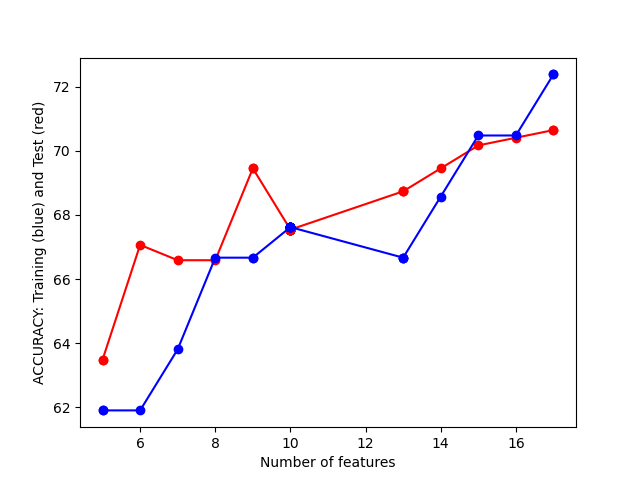 ACCURACY: Training (blue) and Test (red)
72
70
68
66
64
62
6 8 10 12 14 16
Number of features